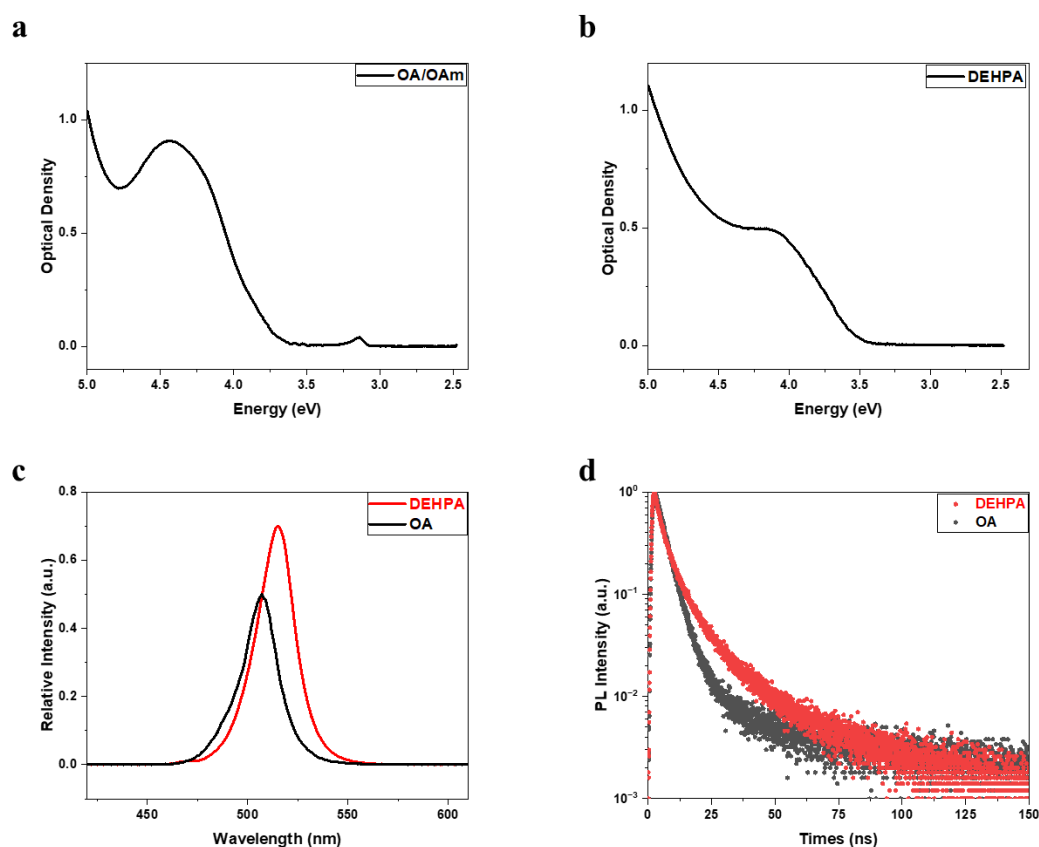 a
OA/OAm
1.0
0.5
0.0
Optical Density
5.0 4.5 4.0 3.5 3.0 2.5
Energy (eV)
b
DEHPA
1.0
0.5
0.0
Optical Density
5.0 4.5 4.0 3.5 3.0 2.5
Energy (eV)
c
DEHPA
OA
0.8
0.6
0.4
0.2
0.0
Relative Intensity (a.u.)
450 500 550 600
Wavelength (nm)
d
DEHPA
OA
10⁰
10⁻¹
10⁻²
10⁻³
PL Intensity (a.u.)
0 25 50 75 100 125 150
Times (ns)